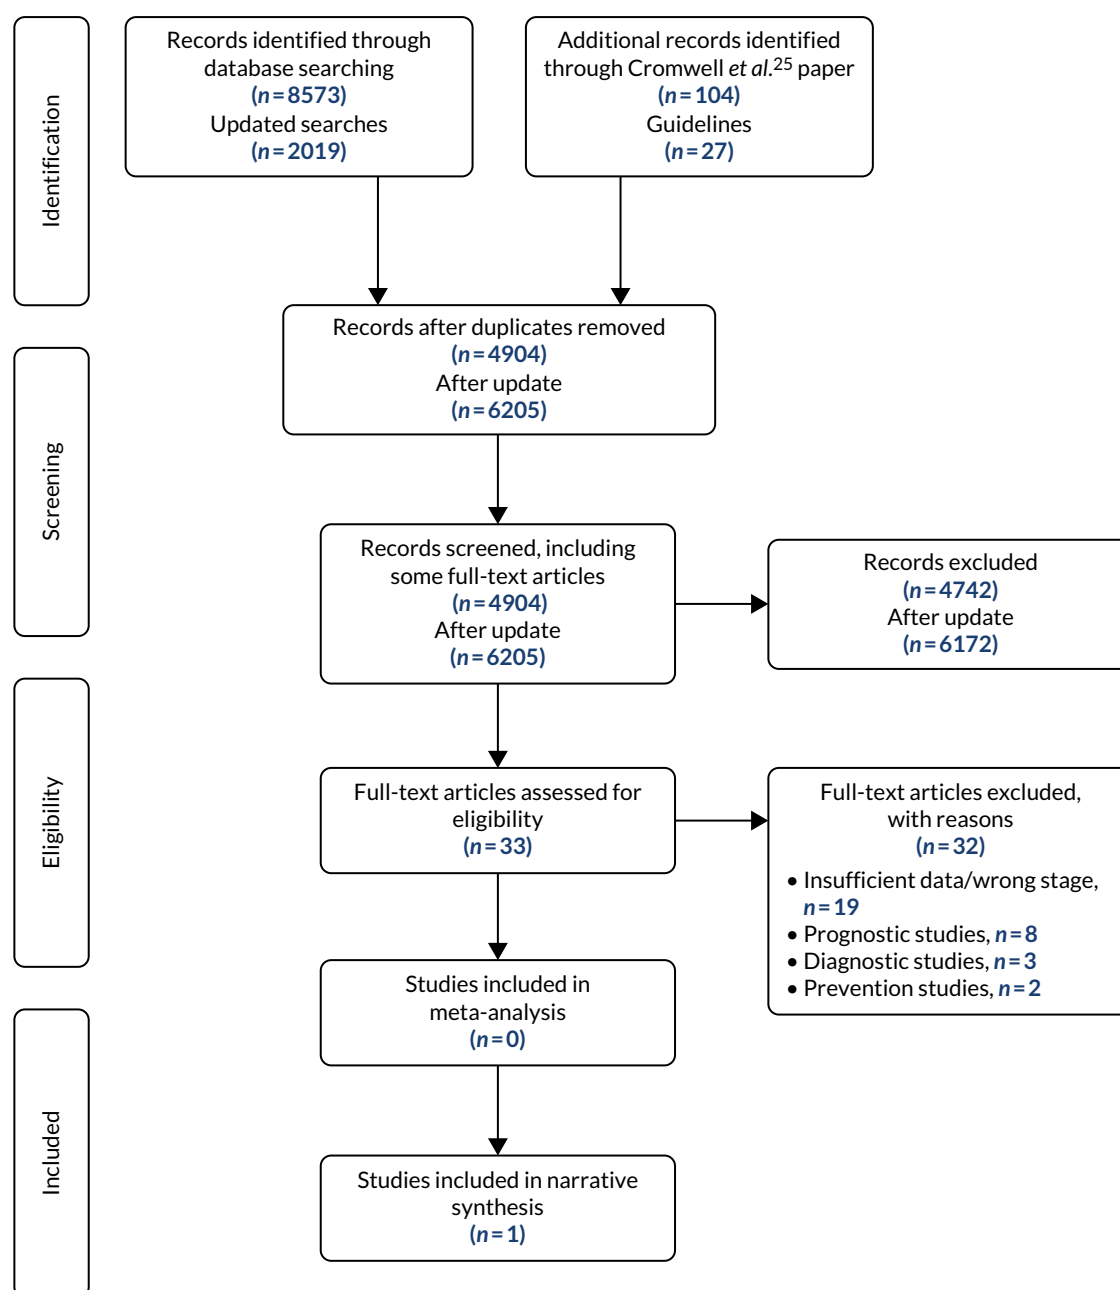 Identification
Records identified through
database searching
(n=8573)
Updated searches
(n=2019)
Additional records identified
through Cromwell et al.25 paper
(n=104)
Guidelines
(n=27)
Records after duplicates removed
(n=4904)
After update
(n=6205)
Screening
Records screened, including
some full-text articles
(n=4904)
After update
(n=6205)
Records excluded
(n=4742)
After update
(n=6172)
Eligibility
Full-text articles assessed for
eligibility
(n=33)
Full-text articles excluded,
with reasons
(n=32)
• Insufficient data/wrong stage,
n=19
• Prognostic studies, n=8
• Diagnostic studies, n=3
• Prevention studies, n=2
Studies included in
meta-analysis
(n=0)
Included
Studies included in narrative
synthesis
(n=1)